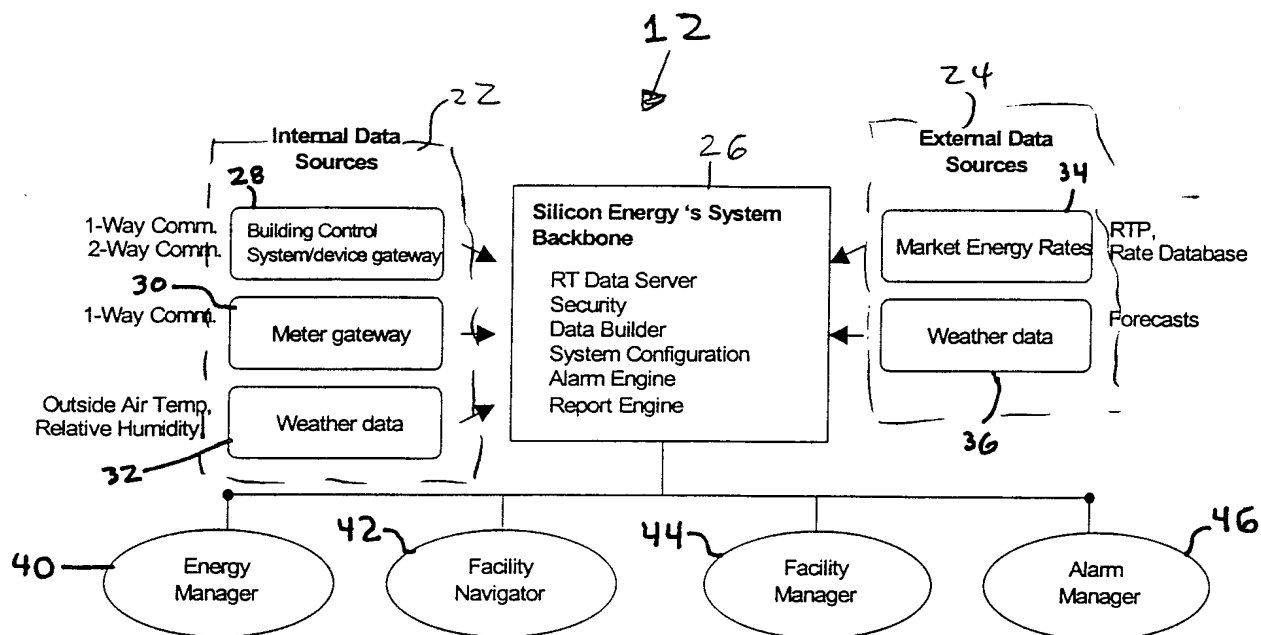 12
22
24
Internal Data
Sources
External Data
Sources
26
28
34
1-Way Comm.
2-Way Comm.
Building Control
System/device gateway
Silicon Energy 's System
Backbone
Market Energy Rates
RTP,
Rate Database
30
1-Way Comm.
Meter gateway
RT Data Server
Security
Data Builder
System Configuration
Alarm Engine
Report Engine
Weather data
Forecasts
Outside Air Temp,
Relative Humidity
Weather data
32
36
40
Energy
Manager
42
Facility
Navigator
44
Facility
Manager
46
Alarm
Manager